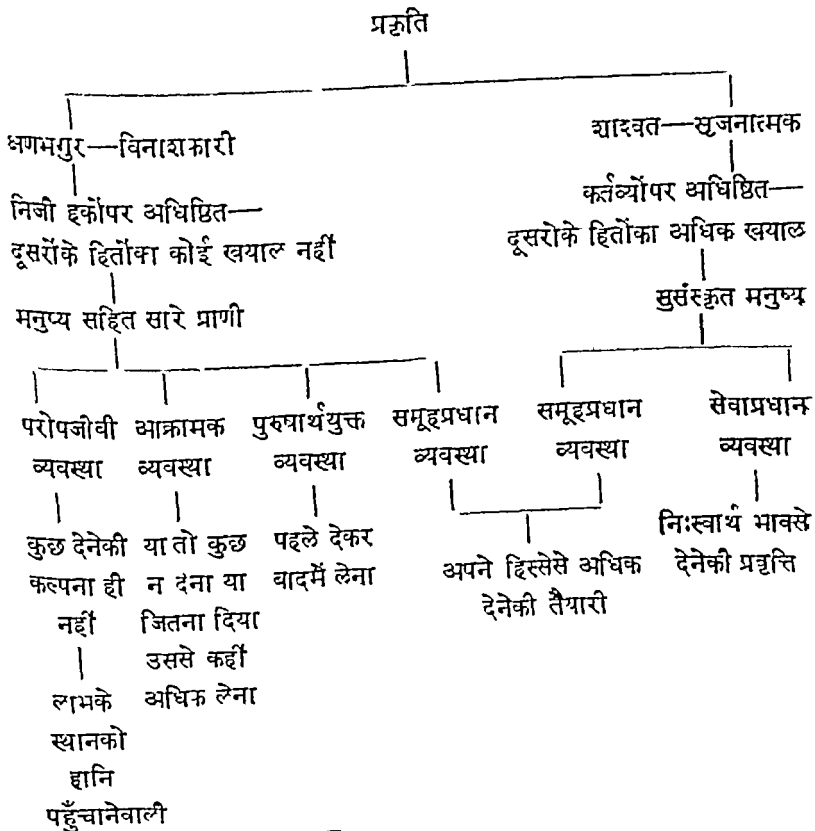 प्रकृति
क्षणभगुर—विनाशकारी
शाश्वत—सृजनात्मक
निजी हकोंपर अधिष्ठित—
दूसरोंके हितोंका कोई खयाल नहीं
कर्तव्योंपर अधिष्ठित—
दूसरोके हितोंका अधिक खयाल
मनुष्य सहित सारे प्राणी
सुसंस्कृत मनुष्य
परोपजीवी व्यवस्था
आक्रामक व्यवस्था
पुरुषार्थयुक्त व्यवस्था
समूहप्रधान व्यवस्था
समूहप्रधान व्यवस्था
सेवाप्रधान व्यवस्था
कुछ देनेकी
कल्पना ही
नहीं
लाभके
स्थानको
हानि
पहुँचानेवाली
या तो कुछ
न देना या
जितना दिया
उससे कहीं
अधिक लेना
पहले देकर
बादमें लेना
अपने हिस्सेसे अधिक
देनेकी तैयारी
निःस्वार्थ भावसे
देनेकी प्रवृत्ति